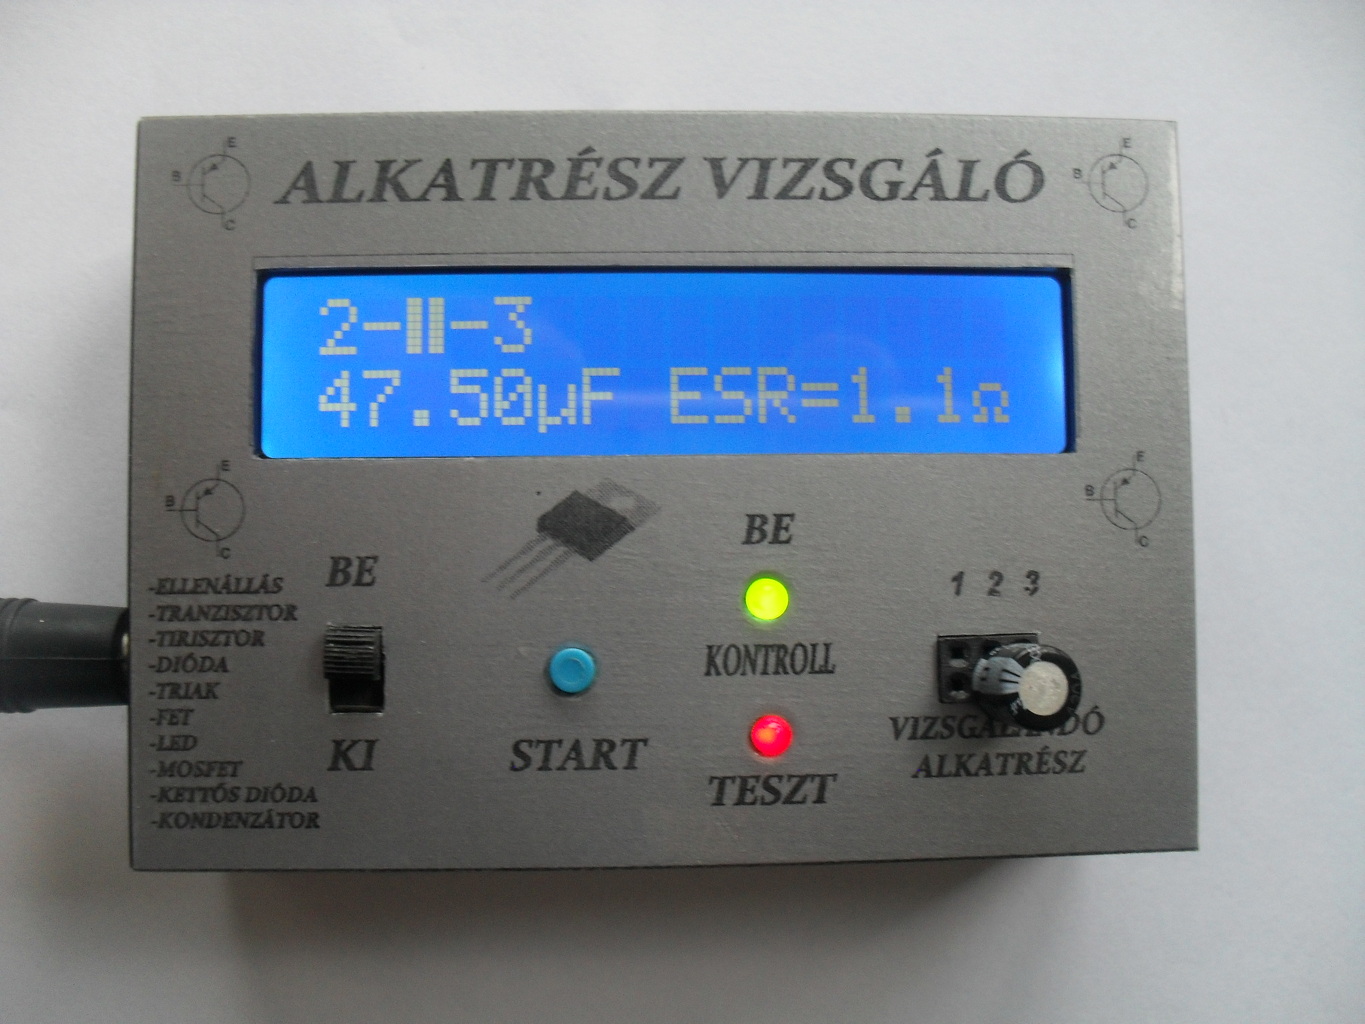 ALKATRÉSZ VIZSGÁLÓ
E
B
C
E
B
C
2-||-3
47.50µF ESR=1.1Ω
E
B
C
E
B
C
BE
BE
1 2 3
-ELLENÁLLÁS
-TRANZISZTOR
-TIRISZTOR
-DIÓDA
-TRIAK
-FET
-LED
-MOSFET
-KETTŐS DIÓDA
-KONDENZÁTOR
KONTROLL
KI
START
TESZT
VIZSGÁLANDÓ
ALKATRÉSZ